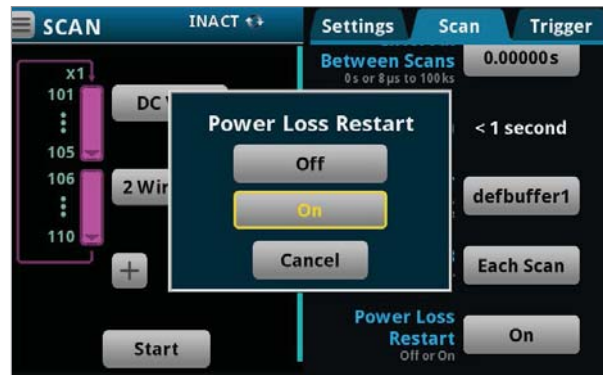 SCAN
INACT
Settings
Scan
Trigger
Between Scans
0s or 8µs to 100ks
0.00000s
x1
101
105
DC
106
110
2 Wir
+
Start
Power Loss Restart
Off
On
Cancel
< 1 second
defbuffer1
Each Scan
Power Loss
Restart
Off or On
On